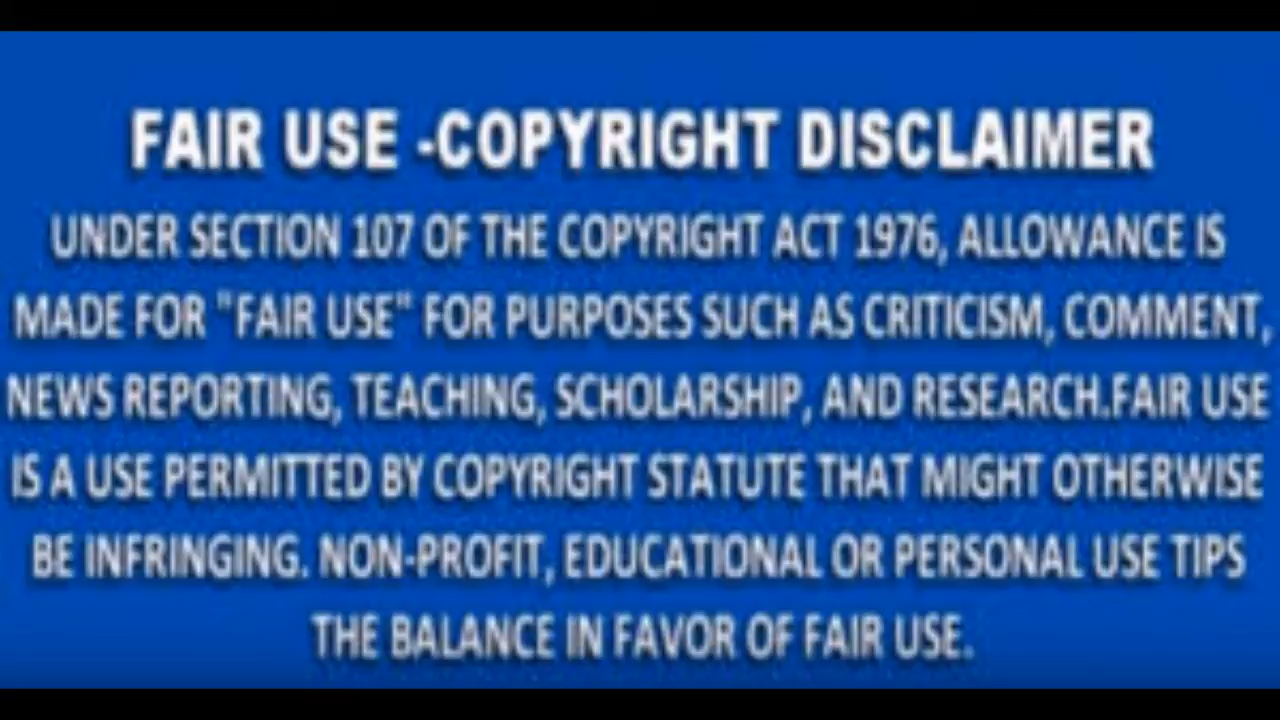 FAIR USE -COPYRIGHT DISCLAIMER
UNDER SECTION 107 OF THE COPYRIGHT ACT 1976, ALLOWANCE IS
MADE FOR "FAIR USE" FOR PURPOSES SUCH AS CRITICISM, COMMENT,
NEWS REPORTING, TEACHING, SCHOLARSHIP, AND RESEARCH.FAIR USE
IS A USE PERMITTED BY COPYRIGHT STATUTE THAT MIGHT OTHERWISE
BE INFRINGING. NON-PROFIT, EDUCATIONAL OR PERSONAL USE TIPS
THE BALANCE IN FAVOR OF FAIR USE.